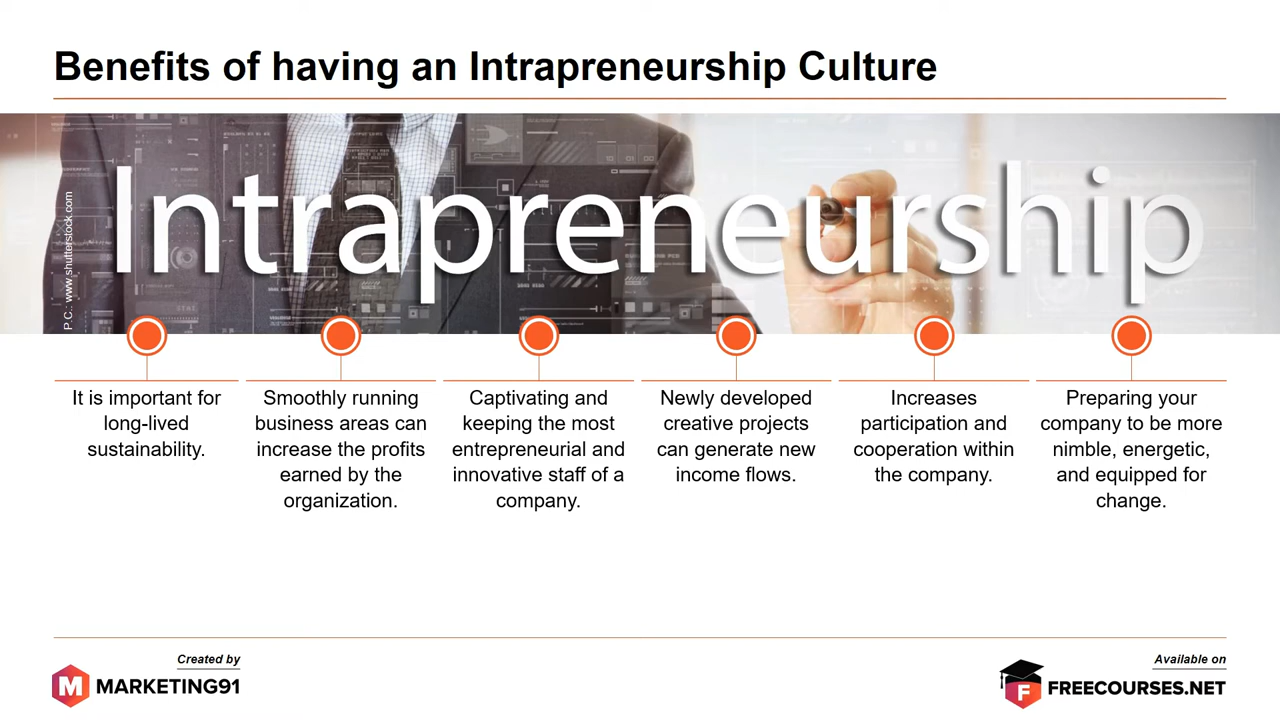 Benefits of having an Intrapreneurship Culture
Intrapreneurship
P.C.: www.shutterstock.com
It is important for
long-lived
sustainability.
Smoothly running
business areas can
increase the profits
earned by the
organization.
Captivating and
keeping the most
entrepreneurial and
innovative staff of a
company.
Newly developed
creative projects
can generate new
income flows.
Increases
participation and
cooperation within
the company.
Preparing your
company to be more
nimble, energetic,
and equipped for
change.
Created by
M MARKETING91
Available on
F FREECOURSES.NET